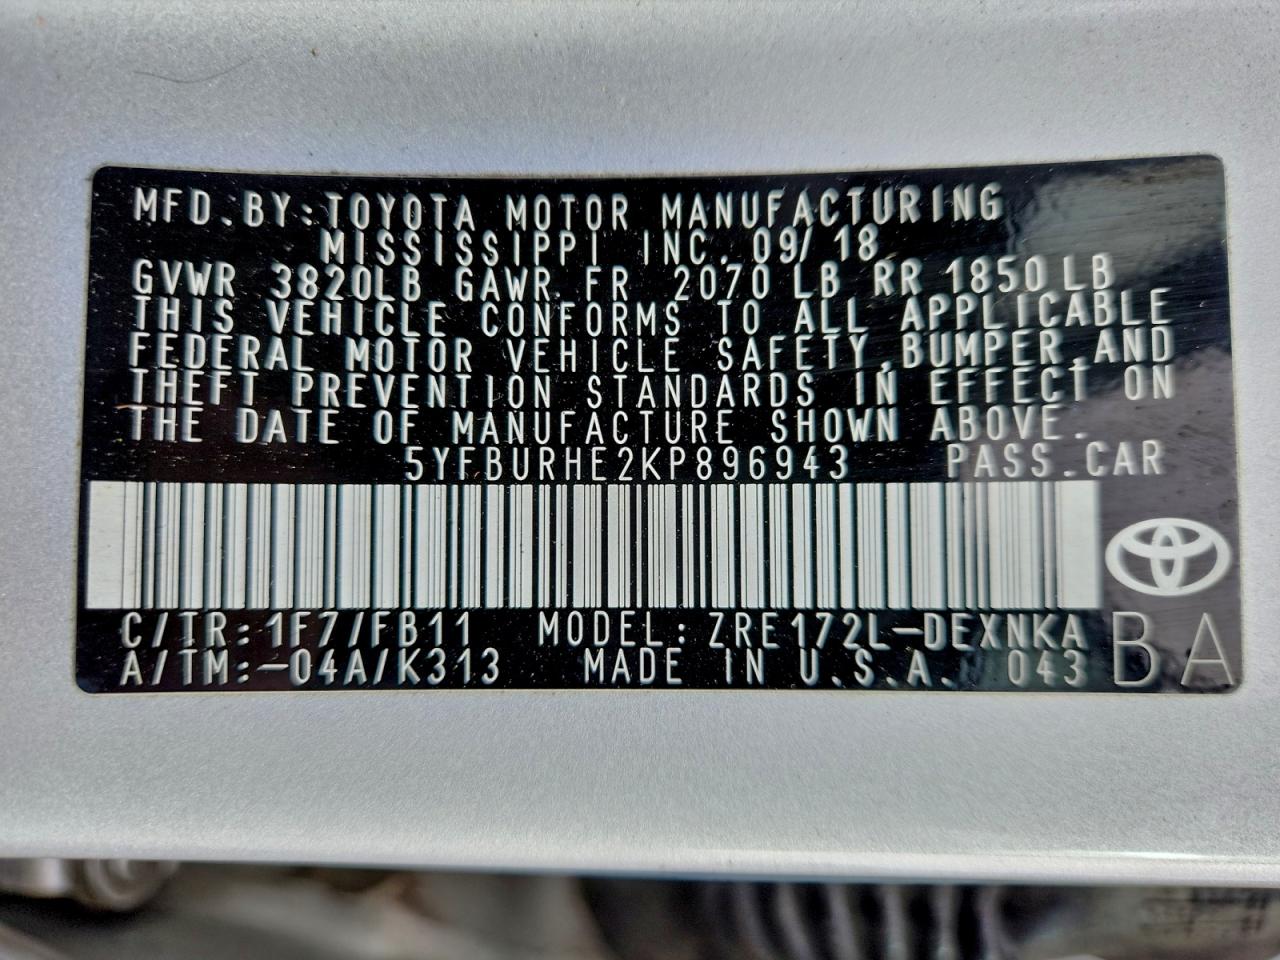 MFD.BY:TOYOTA MOTOR MANUFACTURING
MISSISSIPPI INC. 09/18
GVWR 3820LB GAWR FR 2070 LB RR 1850LB
THIS VEHICLE CONFORMS TO ALL APPLICABLE
FEDERAL MOTOR VEHICLE SAFETY,BUMPER,AND
THEFT PREVENTION STANDARDS IN EFFECT ON
THE DATE OF MANUFACTURE SHOWN ABOVE.
5YFBURHE2KP896943 PASS.CAR
C/TR:1F7/FB11 MODEL:ZRE172L-DEXNKA
A/TM:-04A/K313 MADE IN U.S.A. 043
BA